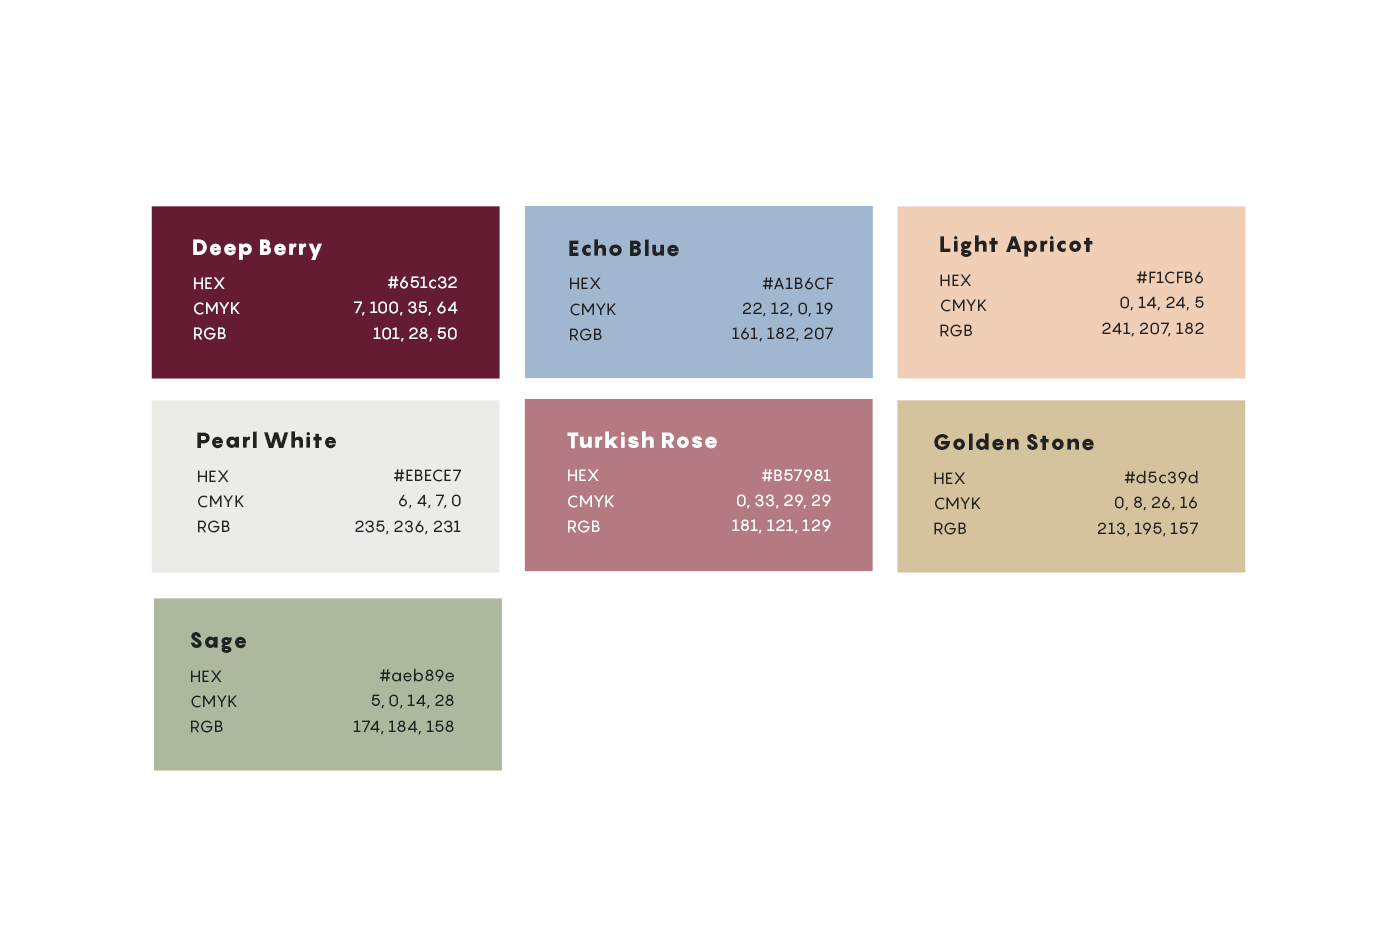 Deep Berry
HEX #651c32
CMYK 7, 100, 35, 64
RGB 101, 28, 50
Echo Blue
HEX #A1B6CF
CMYK 22, 12, 0, 19
RGB 161, 182, 207
Light Apricot
HEX #F1CFB6
CMYK 0, 14, 24, 5
RGB 241, 207, 182
Pearl White
HEX #EBECE7
CMYK 6, 4, 7, 0
RGB 235, 236, 231
Turkish Rose
HEX #B57981
CMYK 0, 33, 29, 29
RGB 181, 121, 129
Golden Stone
HEX #d5c39d
CMYK 0, 8, 26, 16
RGB 213, 195, 157
Sage
HEX #aeb89e
CMYK 5, 0, 14, 28
RGB 174, 184, 158